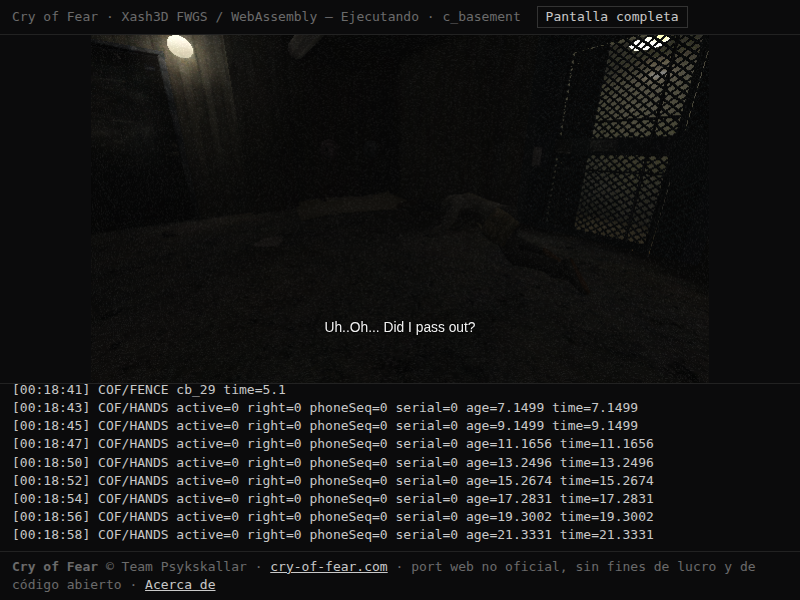 Cry of Fear · Xash3D FWGS / WebAssembly — Ejecutando · c_basement Pantalla completa
Uh..Oh... Did I pass out?
[00:18:41] COF/FENCE cb_29 time=5.1
[00:18:43] COF/HANDS active=0 right=0 phoneSeq=0 serial=0 age=7.1499 time=7.1499
[00:18:45] COF/HANDS active=0 right=0 phoneSeq=0 serial=0 age=9.1499 time=9.1499
[00:18:47] COF/HANDS active=0 right=0 phoneSeq=0 serial=0 age=11.1656 time=11.1656
[00:18:50] COF/HANDS active=0 right=0 phoneSeq=0 serial=0 age=13.2496 time=13.2496
[00:18:52] COF/HANDS active=0 right=0 phoneSeq=0 serial=0 age=15.2674 time=15.2674
[00:18:54] COF/HANDS active=0 right=0 phoneSeq=0 serial=0 age=17.2831 time=17.2831
[00:18:56] COF/HANDS active=0 right=0 phoneSeq=0 serial=0 age=19.3002 time=19.3002
[00:18:58] COF/HANDS active=0 right=0 phoneSeq=0 serial=0 age=21.3331 time=21.3331
Cry of Fear © Team Psykskallar · cry-of-fear.com · port web no oficial, sin fines de lucro y de
código abierto · Acerca de